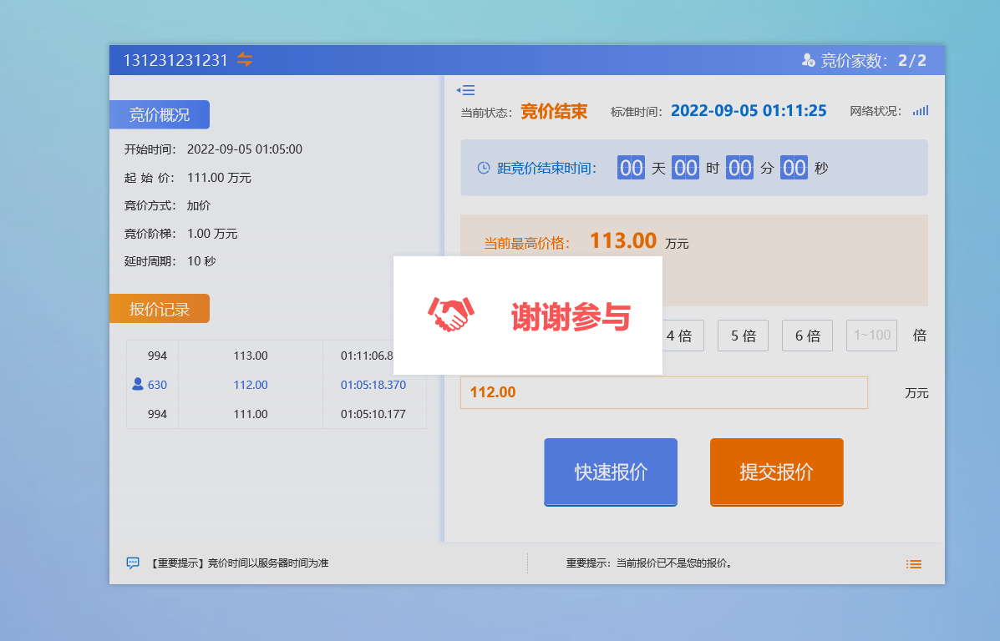 131231231231
竞价家数： 2/2
竞价概况
开始时间： 2022-09-05 01:05:00
起 始 价： 111.00 万元
竞价方式： 加价
竞价阶梯： 1.00 万元
延时周期： 10 秒
报价记录
994 113.00 01:11:06.8
630 112.00 01:05:18.370
994 111.00 01:05:10.177
当前状态： 竞价结束 标准时间： 2022-09-05 01:11:25 网络状况：
距竞价结束时间： 00 天 00 时 00 分 00 秒
当前最高价格： 113.00 万元
谢谢参与
4 倍 5 倍 6 倍 1~100 倍
112.00 万元
快速报价 提交报价
【重要提示】竞价时间以服务器时间为准
重要提示：当前报价已不是您的报价。